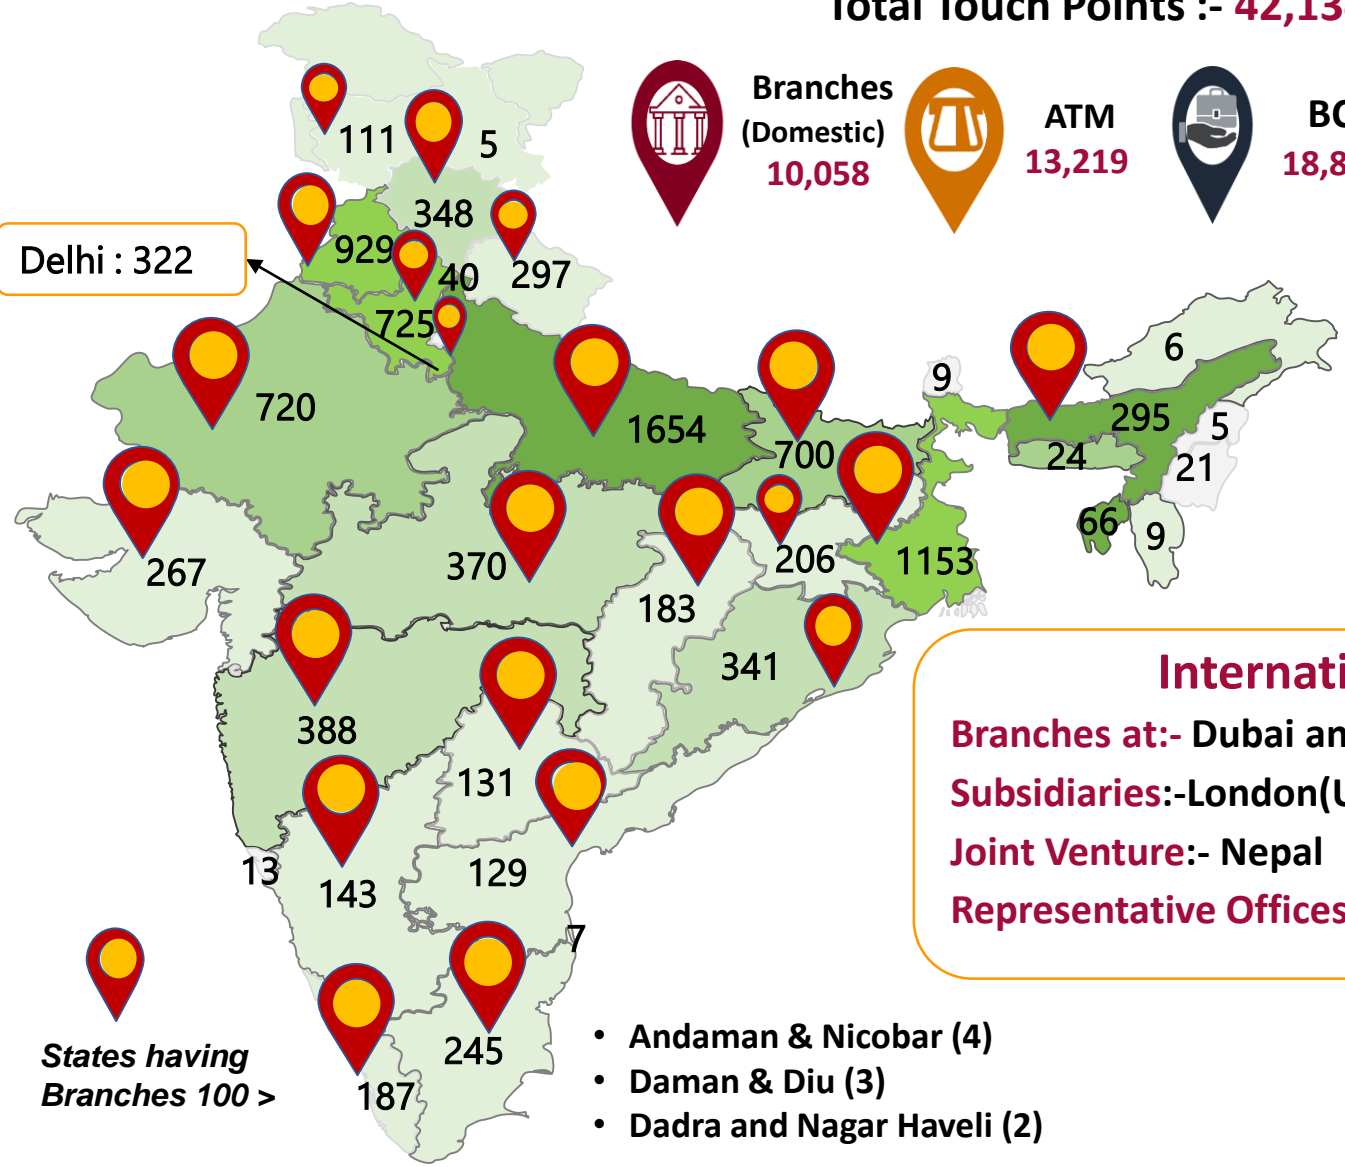 Total Touch Points :- 42,13
Branches
(Domestic)
10,058
ATM
13,219
BC
18,8
111
5
348
929
40
297
Delhi : 322
725
720
1654
700
9
6
295
5
24
21
66
9
267
370
206
1153
183
341
388
131
129
13
143
7
245
187
States having
Branches 100 >
Internati
Branches at:- Dubai an
Subsidiaries:-London(U
Joint Venture:- Nepal
Representative Offices
• Andaman & Nicobar (4)
• Daman & Diu (3)
• Dadra and Nagar Haveli (2)